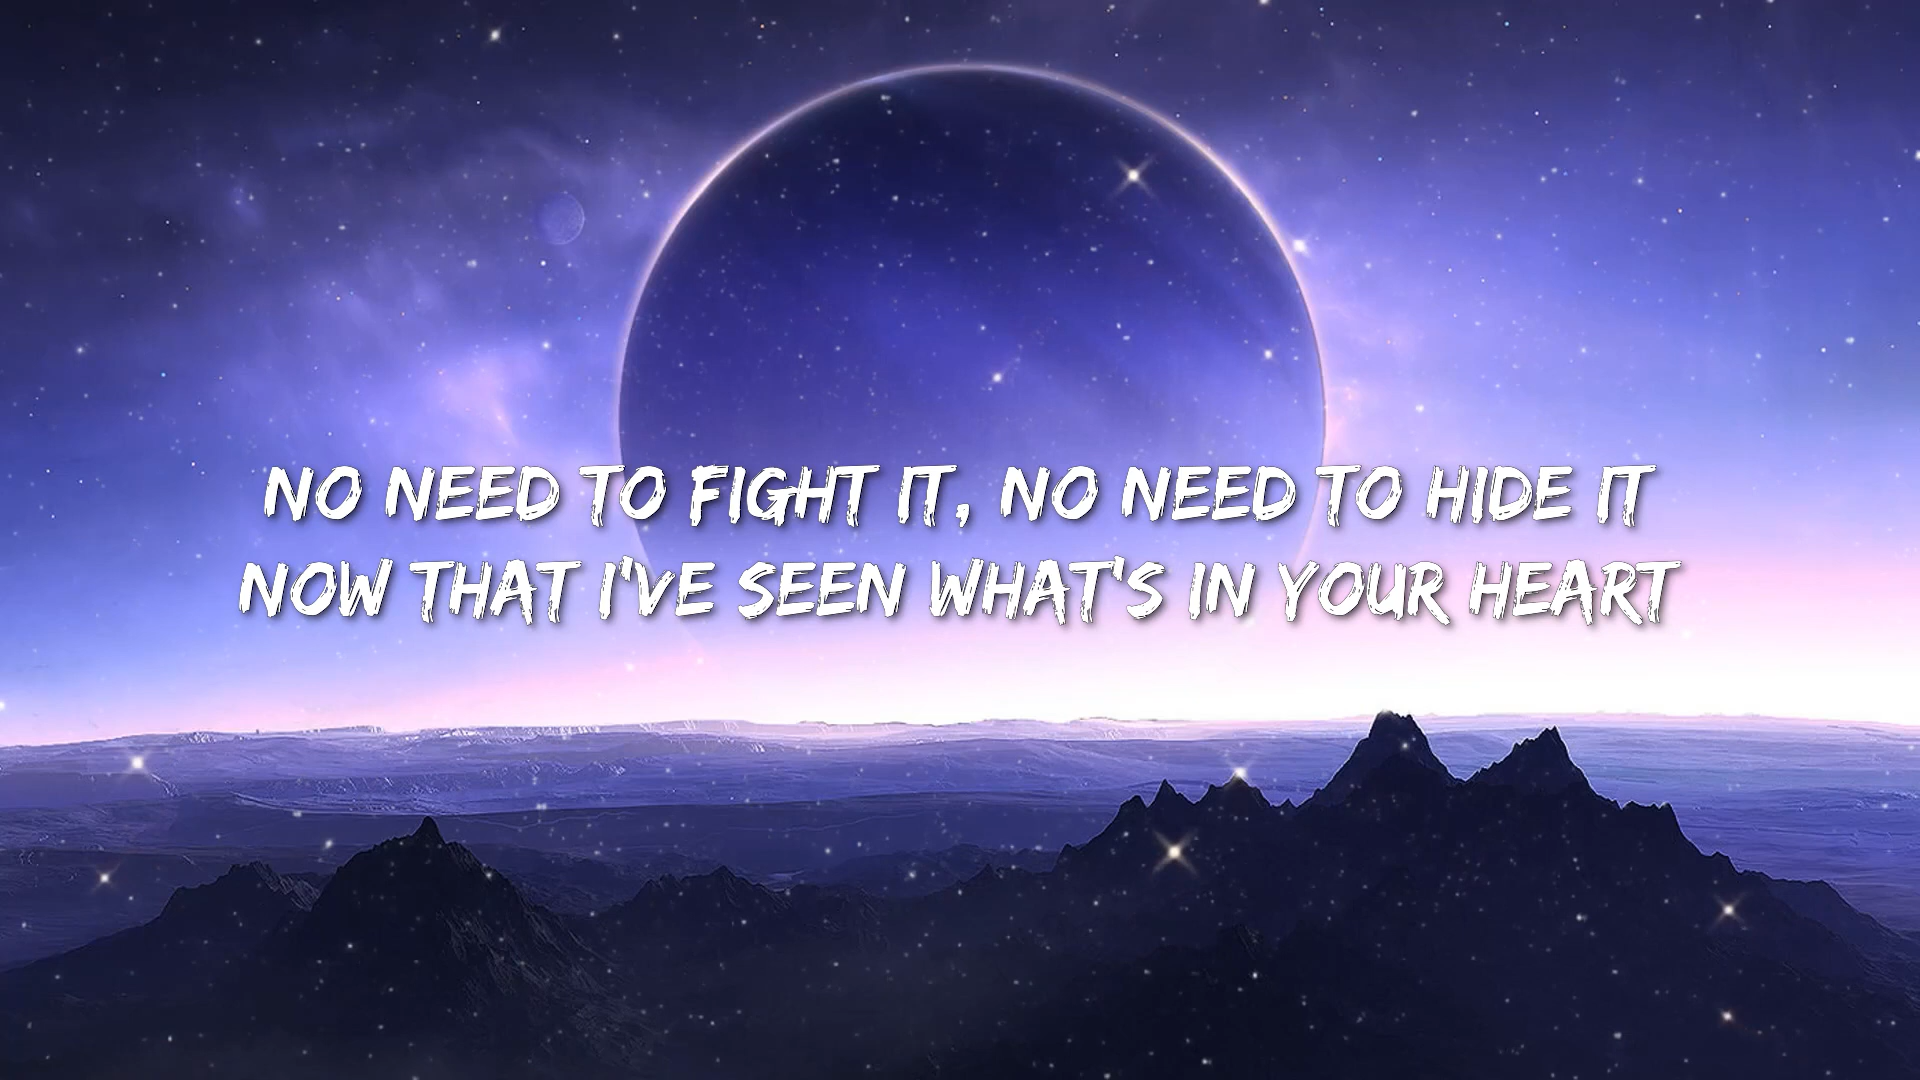 NO NEED TO FIGHT IT, NO NEED TO HIDE IT
NOW THAT I'VE SEEN WHAT'S IN YOUR HEART